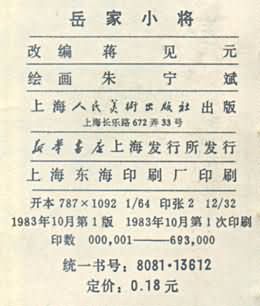 岳家小将
改编 蒋见元
绘画 朱宁斌
上海人民美術出版社 出版
上海长乐路672弄33号
新华书店上海发行所发行
上海东海印刷厂印刷
开本 787×1092 1/64 印张 2 12/32
1983年10月第1版 1983年10月第1次印刷
印数 000,001——693,000
统一书号：8081·13612
定价：0.18 元